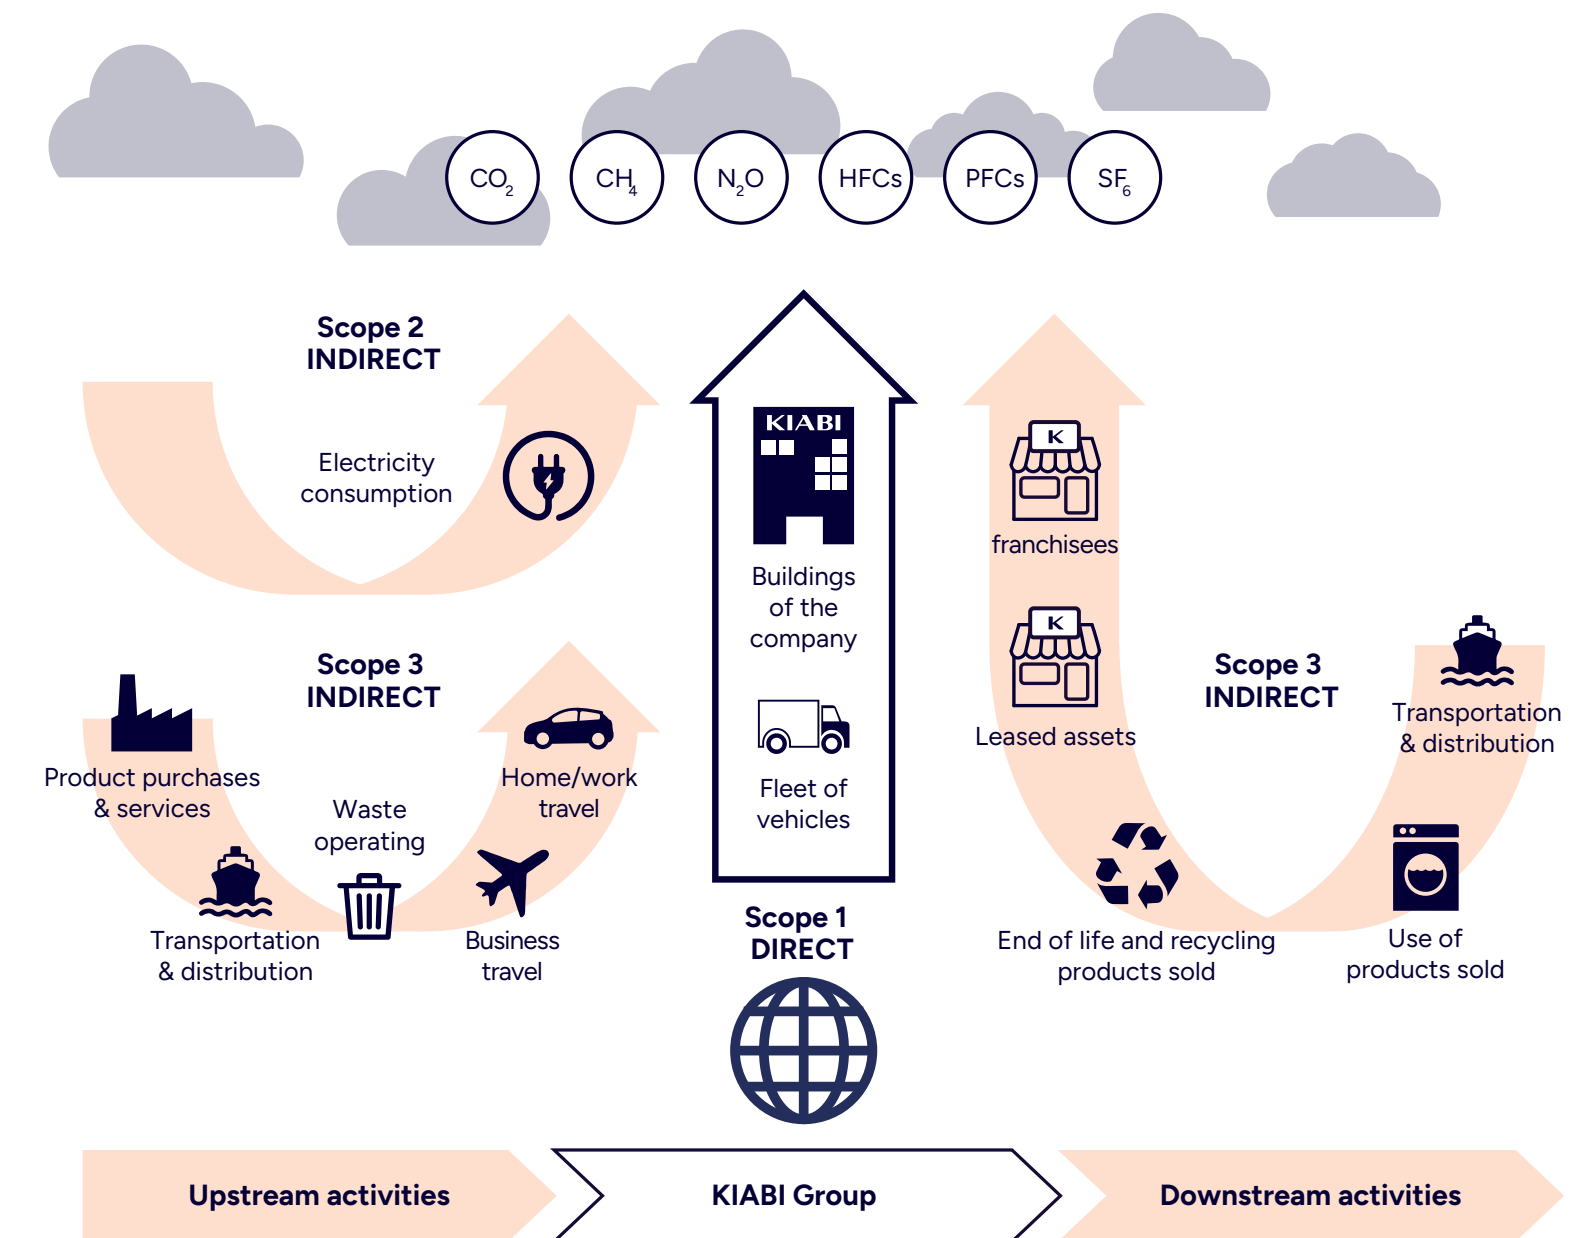 CO₂
CH₄
N₂O
HFCs
PFCs
SF₆
Scope 2
INDIRECT
Electricity
consumption
Scope 3
INDIRECT
Product purchases
& services
Transportation
& distribution
Waste
operating
Business
travel
Home/work
travel
KIABI
Buildings
of the
company
Fleet of
vehicles
Scope 1
DIRECT
K
franchisees
K
Leased assets
Scope 3
INDIRECT
Transportation
& distribution
End of life and recycling
products sold
Use of
products sold
Upstream activities
KIABI Group
Downstream activities